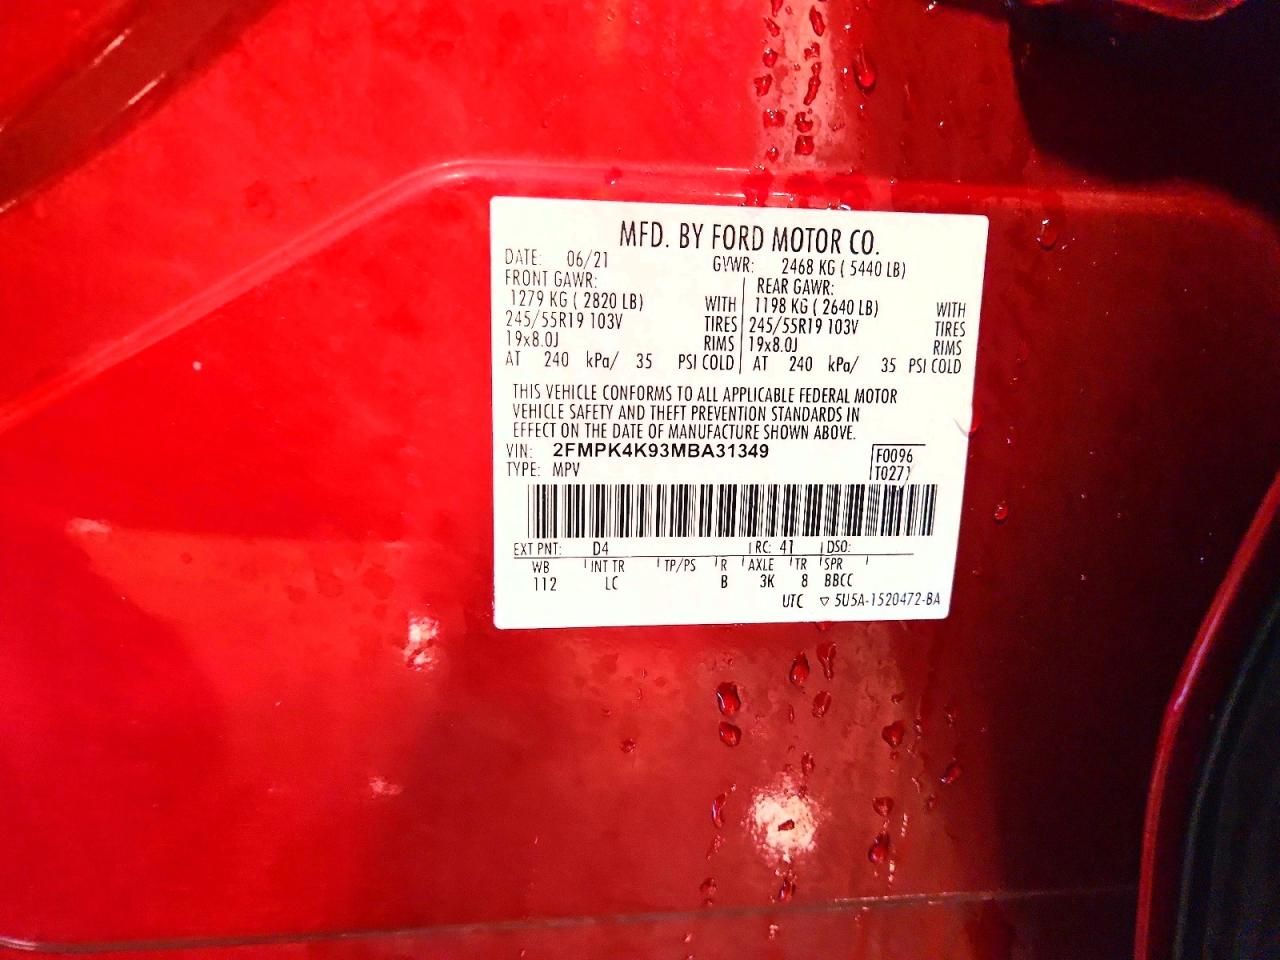 MFD. BY FORD MOTOR CO.
DATE: 06/21 GVWR: 2468 KG ( 5440 LB)
FRONT GAWR: REAR GAWR:
1279 KG ( 2820 LB) WITH 1198 KG ( 2640 LB) WITH
245/55R19 103V TIRES 245/55R19 103V TIRES
19x8.0J RIMS 19x8.0J RIMS
AT 240 kPa/ 35 PSI COLD AT 240 kPa/ 35 PSI COLD
THIS VEHICLE CONFORMS TO ALL APPLICABLE FEDERAL MOTOR
VEHICLE SAFETY AND THEFT PREVENTION STANDARDS IN
EFFECT ON THE DATE OF MANUFACTURE SHOWN ABOVE.
VIN: 2FMPK4K93MBA31349 F0096
TYPE: MPV T0271
EXT PNT: D4 RC: 41 DSO:
WB INT TR TP/PS R AXLE TR SPR
112 LC B 3K 8 BBCC
UTC ▽ 5U5A-1520472-BA